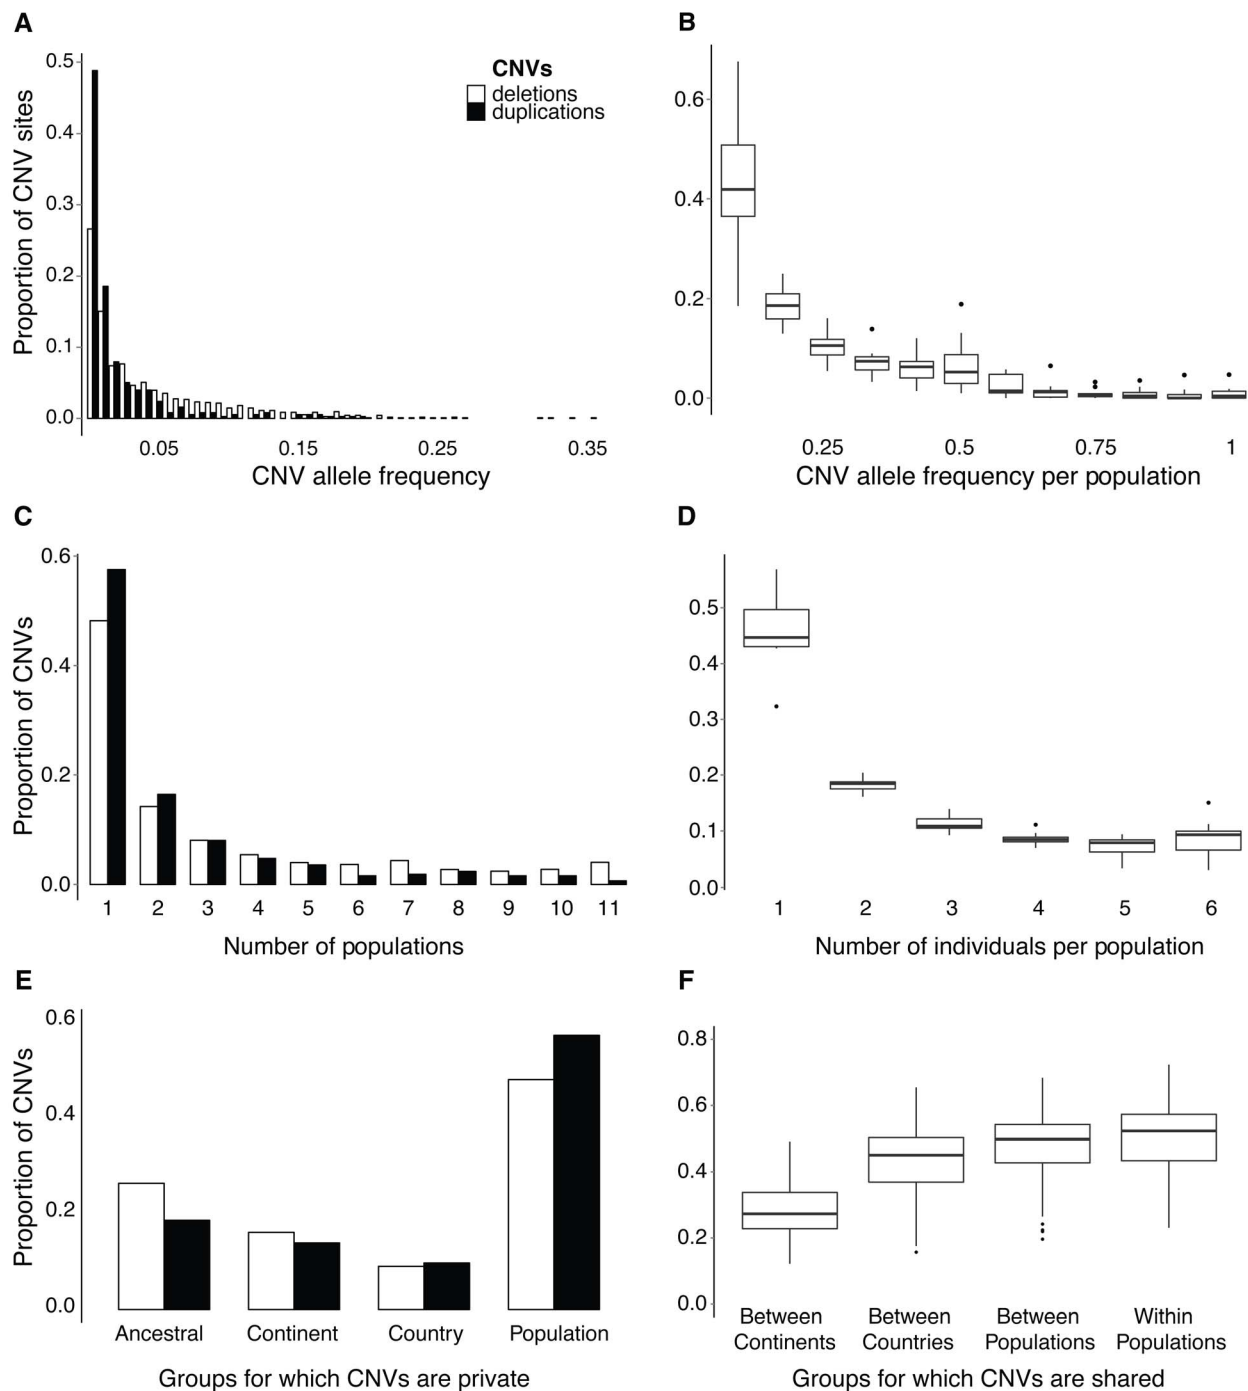 A
Proportion of CNV sites
0.5
0.4
0.3
0.2
0.1
0.0
CNVs
deletions
duplications
0.05 0.15 0.25 0.35
CNV allele frequency
B
0.6
0.4
0.2
0.0
0.25 0.5 0.75 1
CNV allele frequency per population
C
Proportion of CNVs
0.6
0.4
0.2
0.0
1 2 3 4 5 6 7 8 9 10 11
Number of populations
D
0.5
0.4
0.3
0.2
0.1
0.0
1 2 3 4 5 6
Number of individuals per population
E
Proportion of CNVs
0.6
0.4
0.2
0.0
Ancestral Continent Country Population
Groups for which CNVs are private
F
0.8
0.6
0.4
0.2
0.0
Between Between Between Within
Continents Countries Populations Populations
Groups for which CNVs are shared